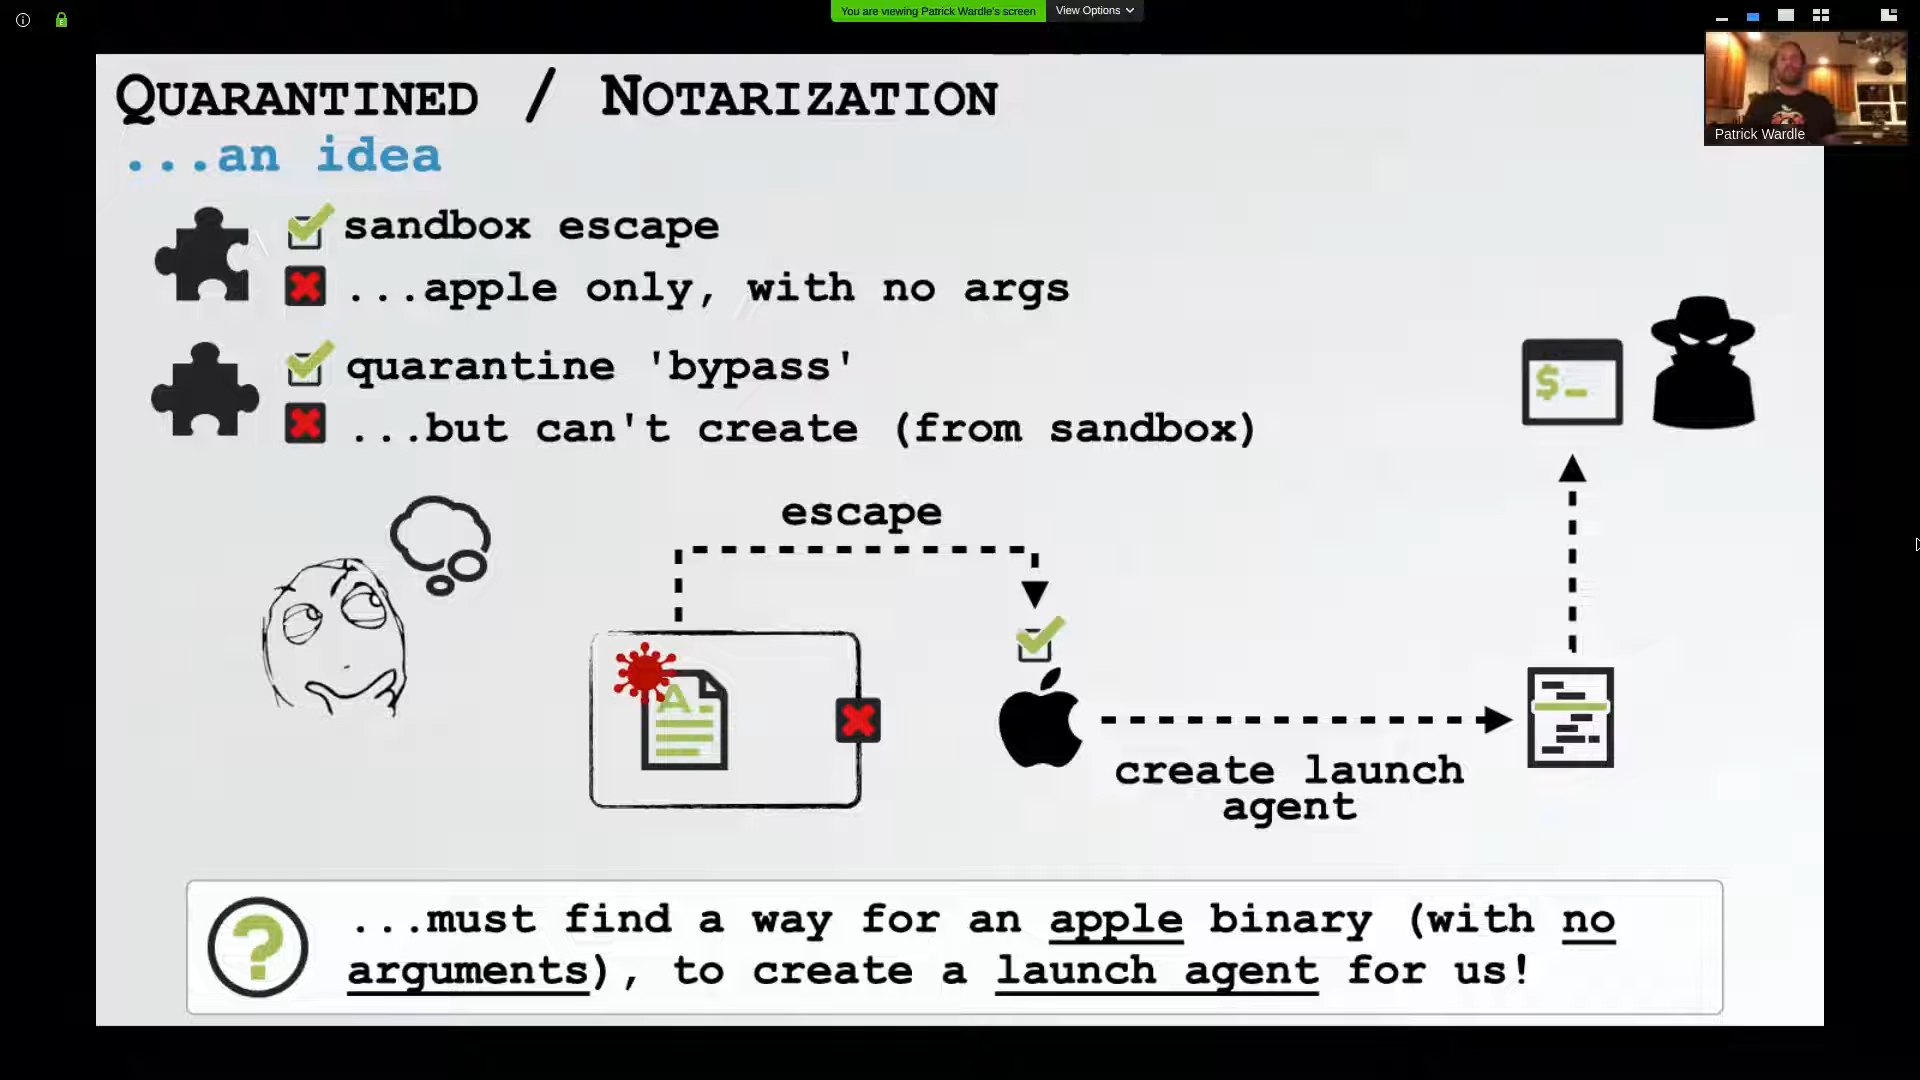 You are viewing Patrick Wardle's screen
View Options
QUARANTINED / NOTARIZATION
...an idea
sandbox escape
...apple only, with no args
quarantine 'bypass'
...but can't create (from sandbox)
escape
A.
$_
create launch
agent
?
...must find a way for an apple binary (with no
arguments), to create a launch agent for us!
Patrick Wardle